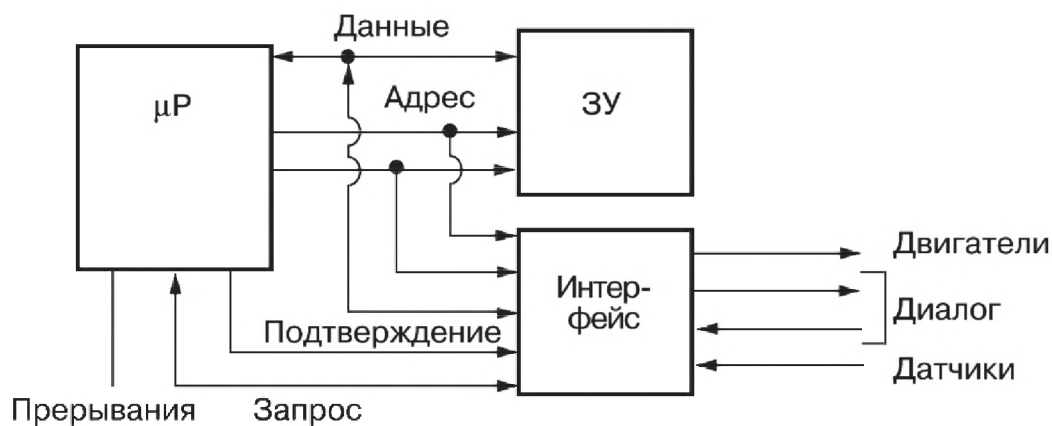 Данные
μP
Адрес
ЗУ
Интер-
фейс
Двигатели
Диалог
Датчики
Подтверждение
Прерывания
Запрос